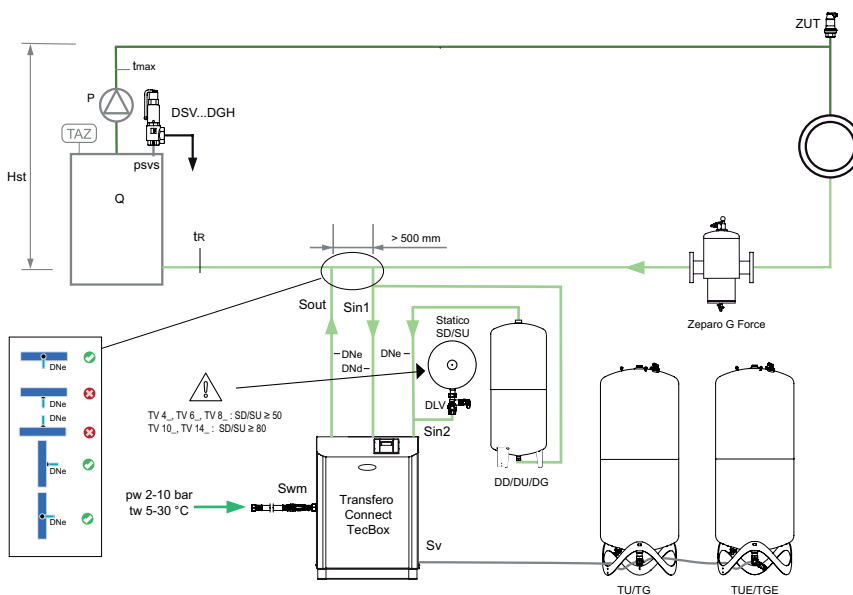 ZUT
tmax
P
DSV...DGH
TAZ
psvs
Hst
Q
tR
> 500 mm
Zeparo G Force
Sout
Sin1
Statico
SD/SU
DNe
DNd
DNe
DLV
Sin2
DD/DU/DG
DNe
DNe
DNe
DNe
DNe
TV 4_, TV 6_, TV 8_ : SD/SU ≥ 50
TV 10_, TV 14_ : SD/SU ≥ 80
pw 2-10 bar
tw 5-30 °C
Swm
Transfero
Connect
TecBox
Sv
TU/TG
TUE/TGE